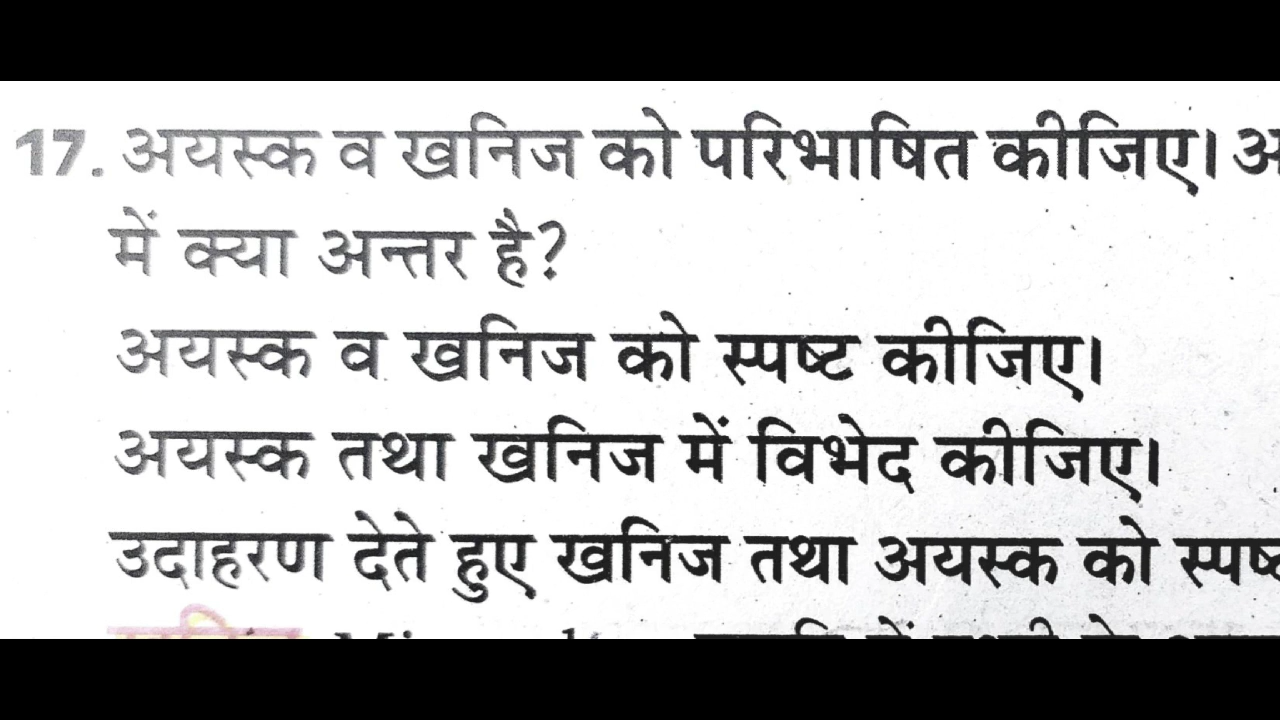 17. अयस्क व खनिज को परिभाषित कीजिए।
में क्या अन्तर है?
अयस्क व खनिज को स्पष्ट कीजिए।
अयस्क तथा खनिज में विभेद कीजिए।
उदाहरण देते हुए खनिज तथा अयस्क को